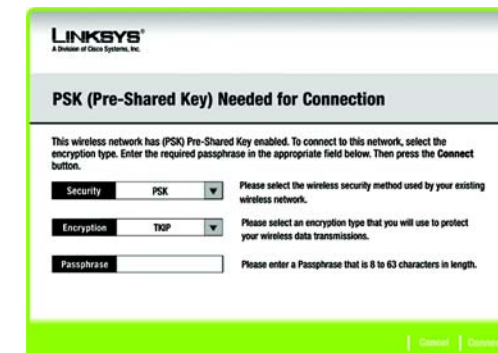 LINKSYS®
A Division of Cisco Systems, Inc.
PSK (Pre-Shared Key) Needed for Connection
This wireless network has (PSK) Pre-Shared Key enabled. To connect to this network, select the
encryption type. Enter the required passphrase in the appropriate field below. Then press the Connect
button.
Security PSK Please select the wireless security method used by your existing
wireless network.
Encryption TKIP Please select an encryption type that you will use to protect
your wireless data transmissions.
Passphrase Please enter a Passphrase that is 8 to 63 characters in length.
Cancel Connec